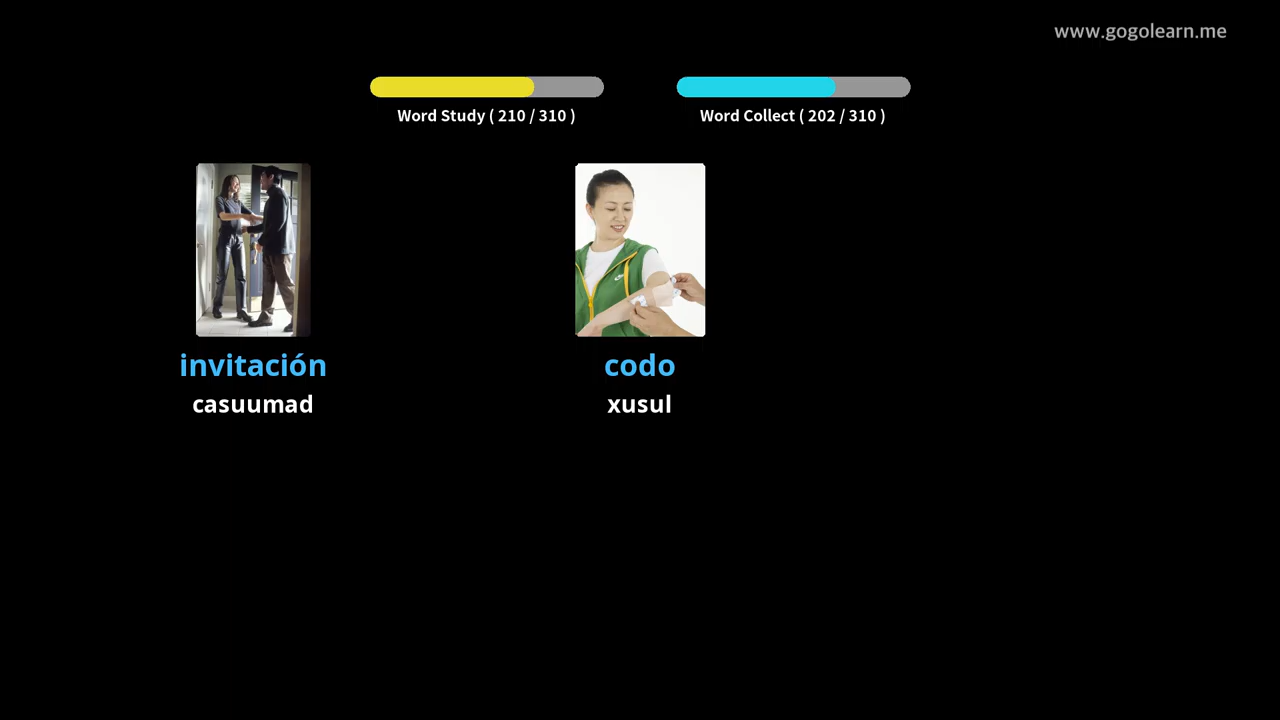 www.gogolearn.me
Word Study ( 210 / 310 )
Word Collect ( 202 / 310 )
invitación
casuumad
codo
xusul